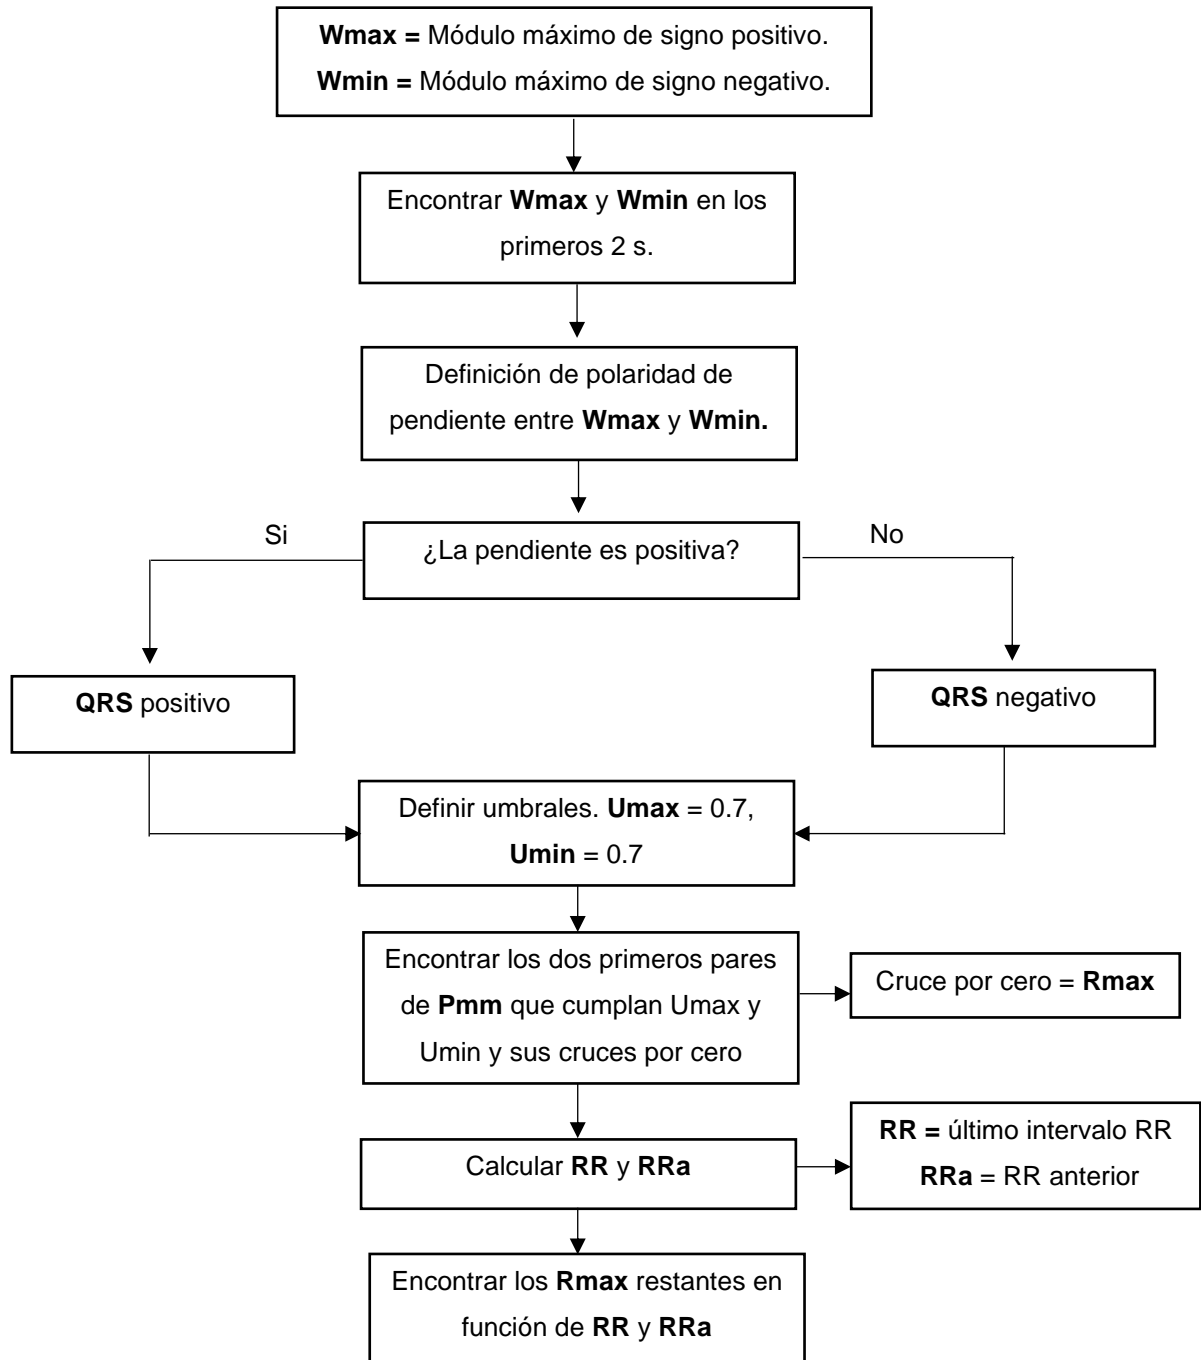 Wmax = Módulo máximo de signo positivo.
Wmin = Módulo máximo de signo negativo.
Encontrar Wmax y Wmin en los
primeros 2 s.
Definición de polaridad de
pendiente entre Wmax y Wmin.
Si
¿La pendiente es positiva?
No
QRS positivo
QRS negativo
Definir umbrales. Umax = 0.7,
Umin = 0.7
Encontrar los dos primeros pares
de Pmm que cumplan Umax y
Umin y sus cruces por cero
Cruce por cero = Rmax
Calcular RR y RRa
RR = último intervalo RR
RRa = RR anterior
Encontrar los Rmax restantes en
función de RR y RRa